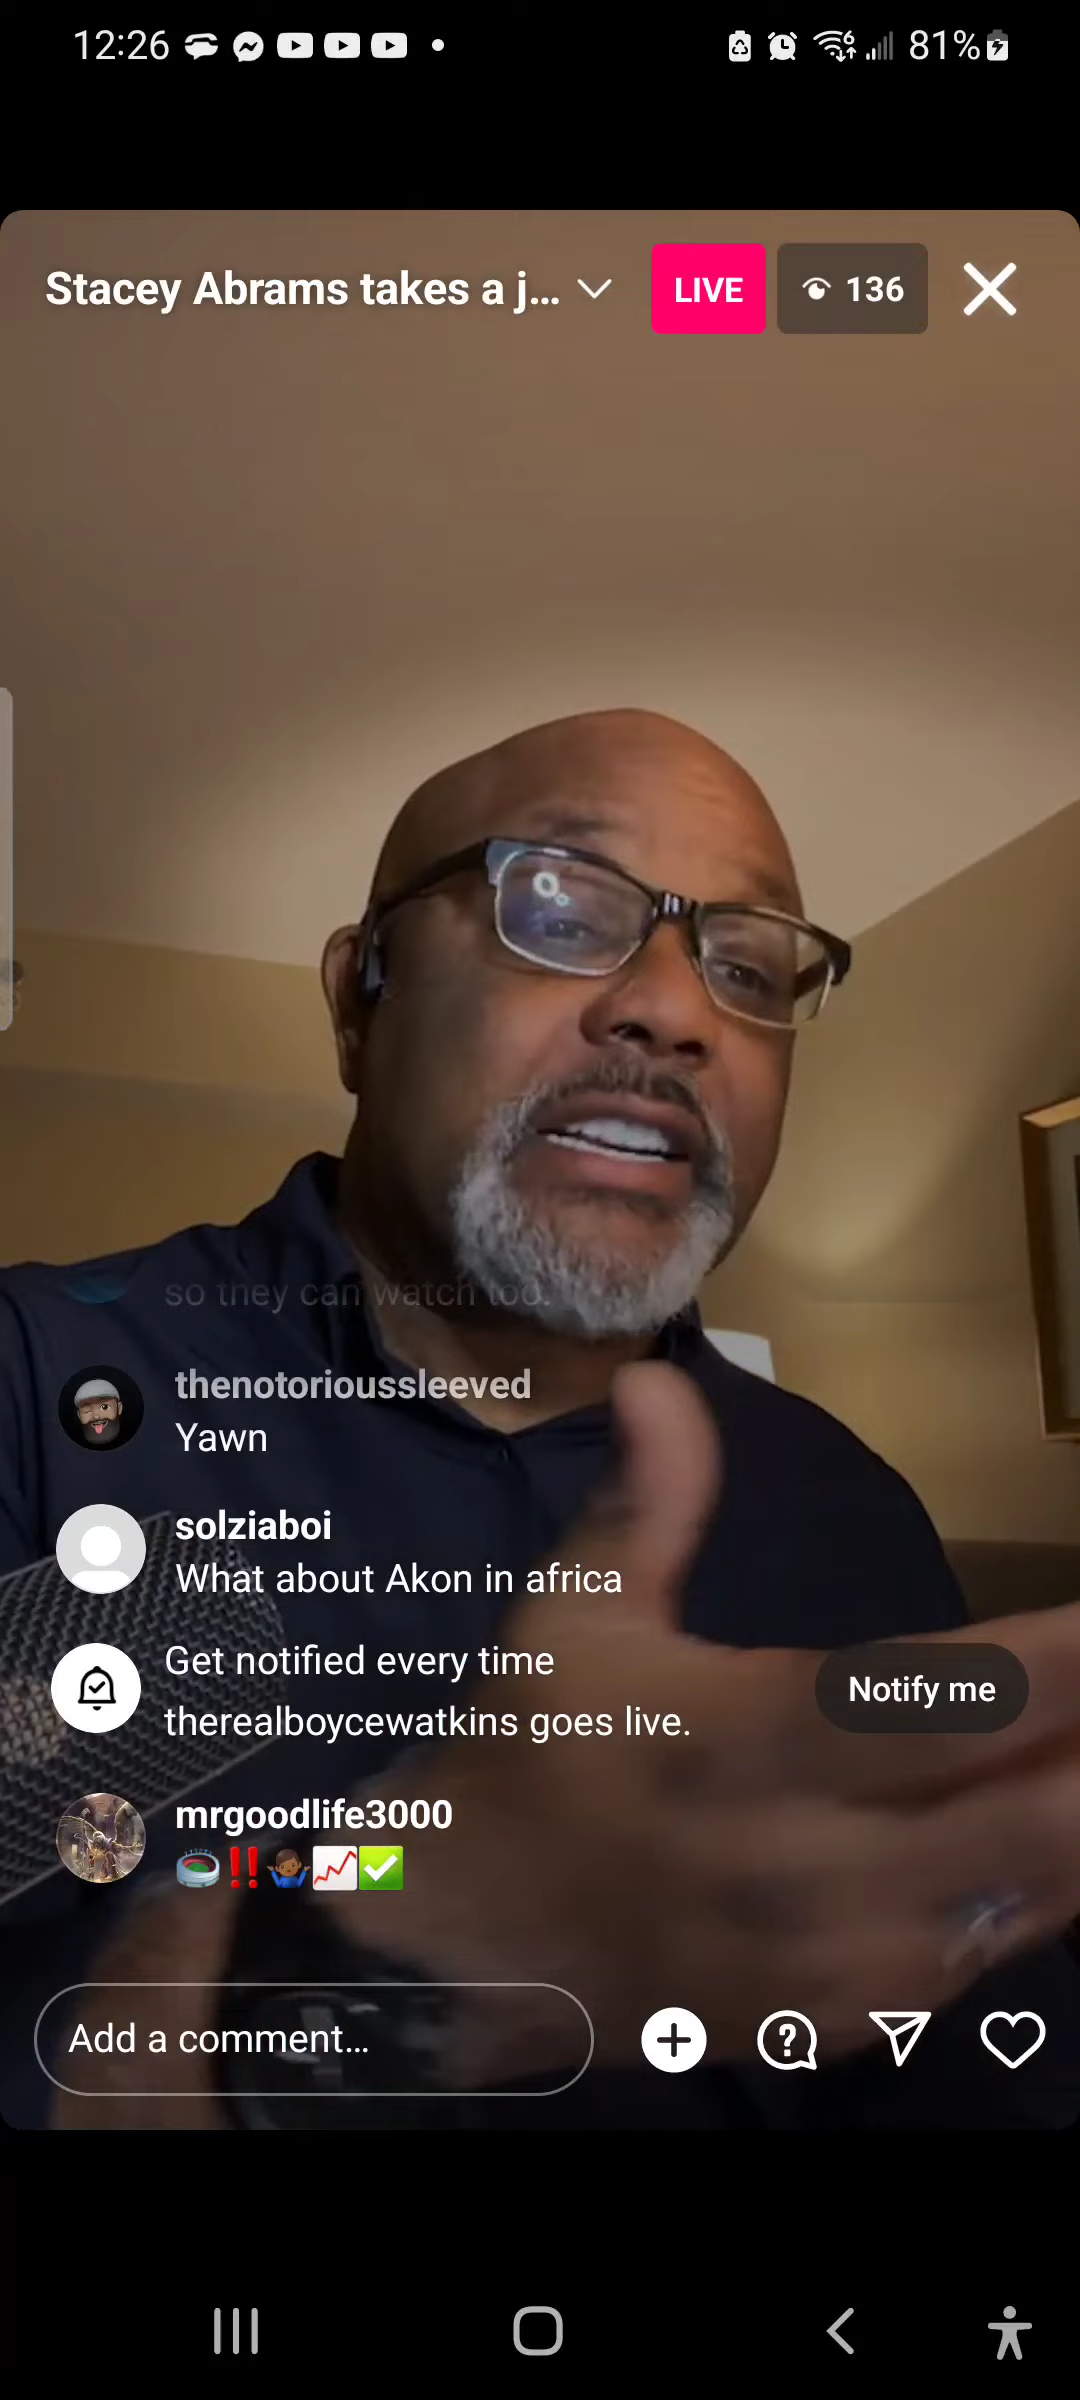 12:26
81%
Stacey Abrams takes a j...
LIVE
136
so they can watch too.
thenotorioussleeved
Yawn
solziaboi
What about Akon in africa
Get notified every time
therealboycewatkins goes live.
Notify me
mrgoodlife3000
Add a comment...